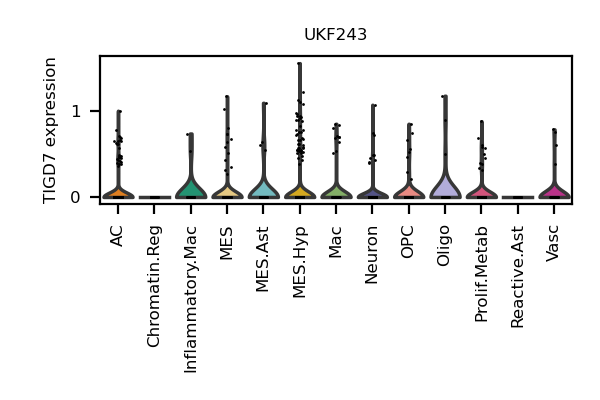 UKF243
TIGD7 expression
1
0
AC
Chromatin.Reg
Inflammatory.Mac
MES
MES.Ast
MES.Hyp
Mac
Neuron
OPC
Oligo
Prolif.Metab
Reactive.Ast
Vasc